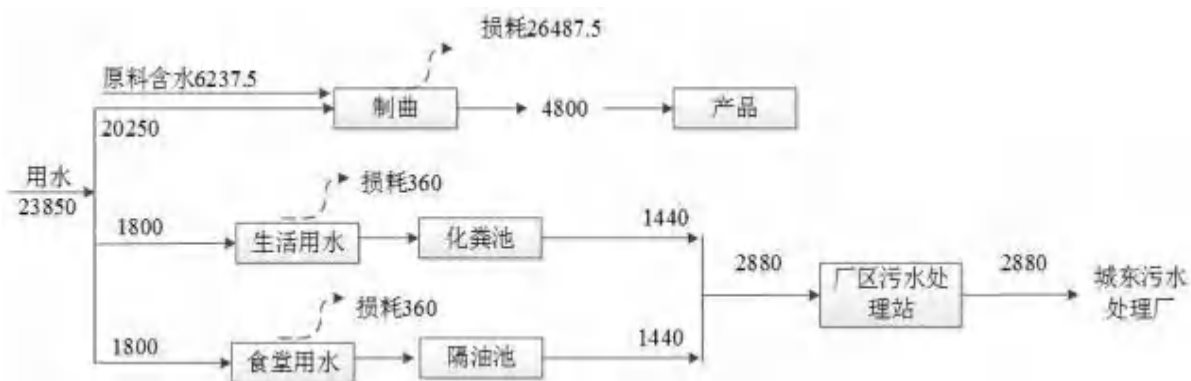 损耗26487.5
原料含水6237.5
制曲
4800
产品
20250
用水
23850
损耗360
1800
生活用水
化粪池
1440
2880
厂区污水处
理站
2880
城东污水
处理厂
损耗360
1800
食堂用水
隔油池
1440